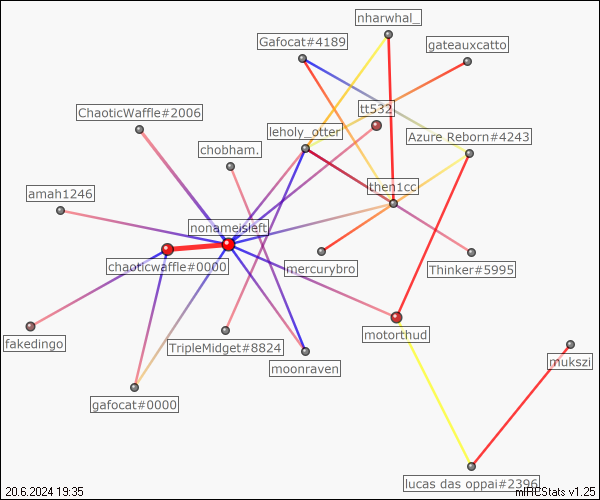 nharwhal_
Gafocat#4189
gateauxcatto
ChaoticWaffle#2006
tt532
leholy_otter
Azure Reborn#4243
chobham.
amah1246
then1cc
nonameisleft
chaoticwaffle#0000
mercurybro
Thinker#5995
fakedingo
TripleMidget#8824
motorthud
moonraven
mukszi
gafocat#0000
lucas das oppai#2396
20.6.2024 19:35
mIRCStats v1.25